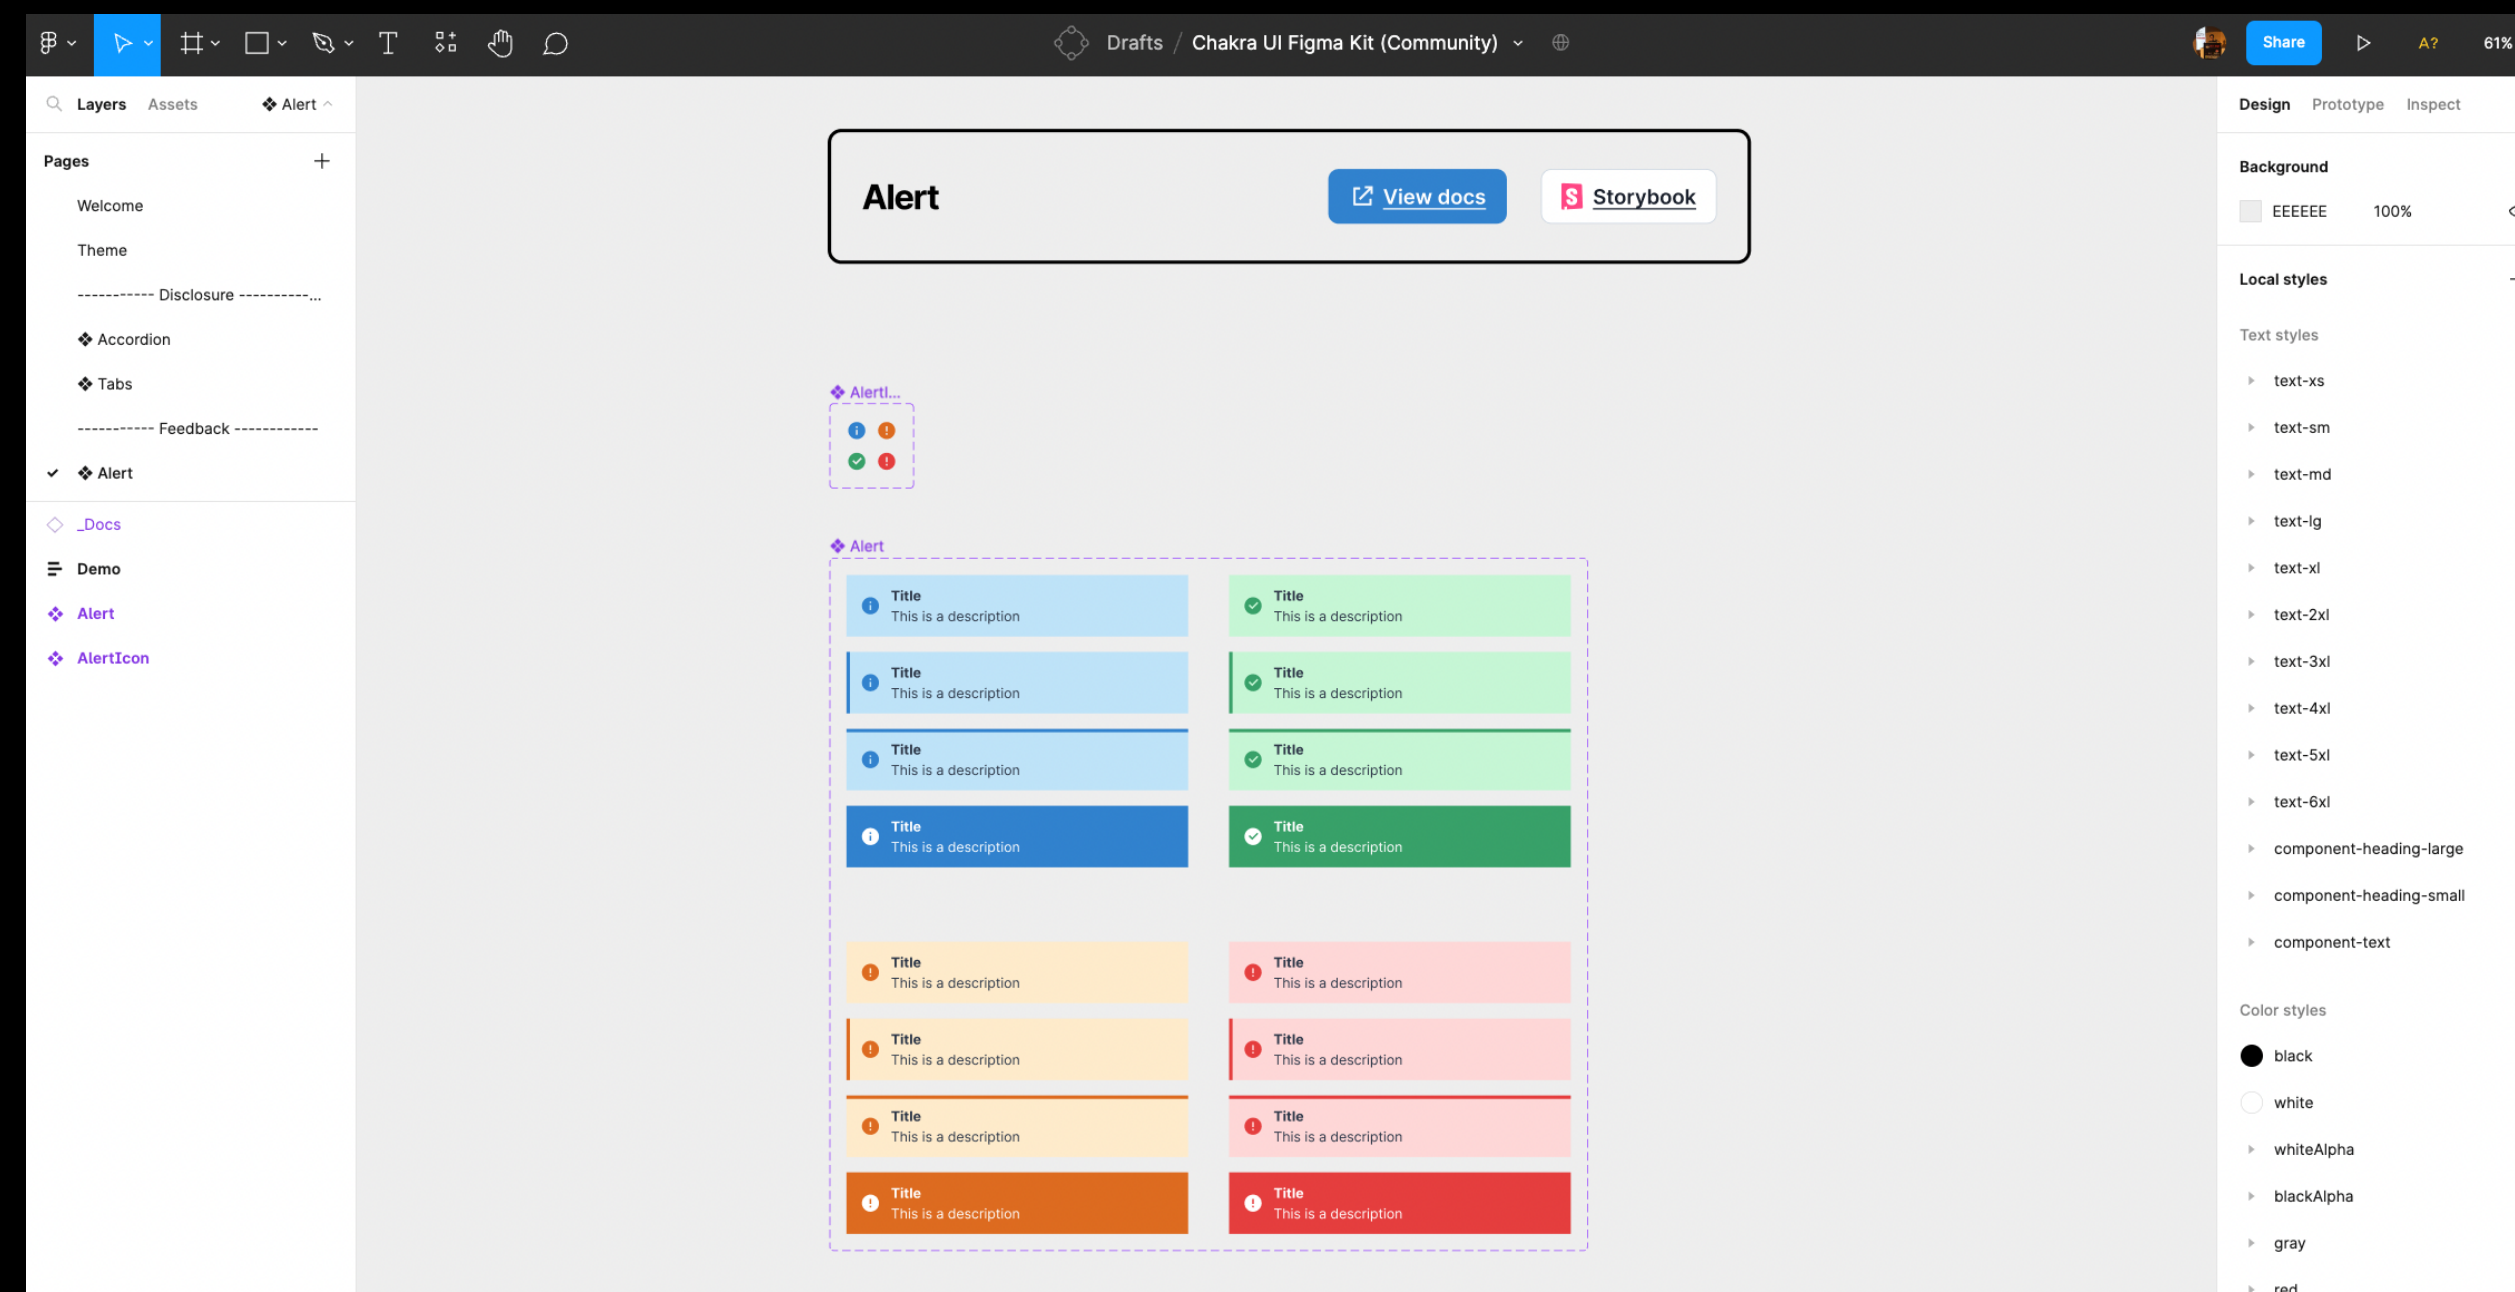 Drafts / Chakra UI Figma Kit (Community)
Share
A?
61%
Layers Assets Alert
Pages
Welcome
Theme
----------- Disclosure ----------...
Accordion
Tabs
----------- Feedback ------------
Alert
_Docs
Demo
Alert
AlertIcon
Alert
View docs
S Storybook
AlertI...
Alert
Title
This is a description
Title
This is a description
Title
This is a description
Title
This is a description
Title
This is a description
Title
This is a description
Title
This is a description
Title
This is a description
Title
This is a description
Title
This is a description
Title
This is a description
Title
This is a description
Title
This is a description
Title
This is a description
Title
This is a description
Title
This is a description
Design Prototype Inspect
Background
EEEEEE 100%
Local styles
Text styles
text-xs
text-sm
text-md
text-lg
text-xl
text-2xl
text-3xl
text-4xl
text-5xl
text-6xl
component-heading-large
component-heading-small
component-text
Color styles
black
white
whiteAlpha
blackAlpha
gray
red